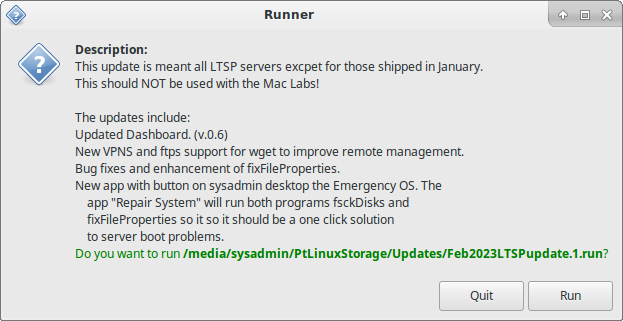 Runner
Description:
This update is meant all LTSP servers excpet for those shipped in January.
This should NOT be used with the Mac Labs!
The updates include:
Updated Dashboard. (v.0.6)
New VPNS and ftps support for wget to improve remote management.
Bug fixes and enhancement of fixFileProperties.
New app with button on sysadmin desktop the Emergency OS. The
app "Repair System" will run both programs fsckDisks and
fixFileProperties so it so it should be a one click solution
to server boot problems.
Do you want to run /media/sysadmin/PtLinuxStorage/Updates/Feb2023LTSPupdate.1.run?
Quit
Run